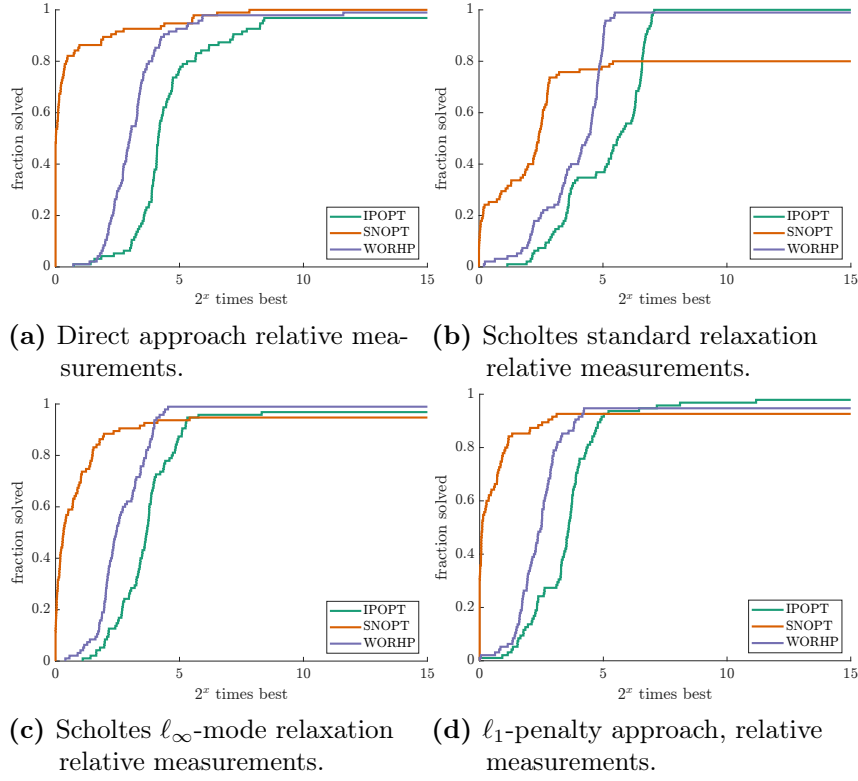 1
0.8
0.6
0.4
0.2
0
fraction solved
IPOPT
SNOPT
WORHP
0
5
10
15
2^x times best
(a) Direct approach relative mea-
surements.
1
0.8
0.6
0.4
0.2
0
fraction solved
IPOPT
SNOPT
WORHP
0
5
10
15
2^x times best
(b) Scholtes standard relaxation
relative measurements.
1
0.8
0.6
0.4
0.2
0
fraction solved
IPOPT
SNOPT
WORHP
0
5
10
15
2^x times best
(c) Scholtes ℓ∞-mode relaxation
relative measurements.
1
0.8
0.6
0.4
0.2
0
fraction solved
IPOPT
SNOPT
WORHP
0
5
10
15
2^x times best
(d) ℓ1-penalty approach, relative
measurements.